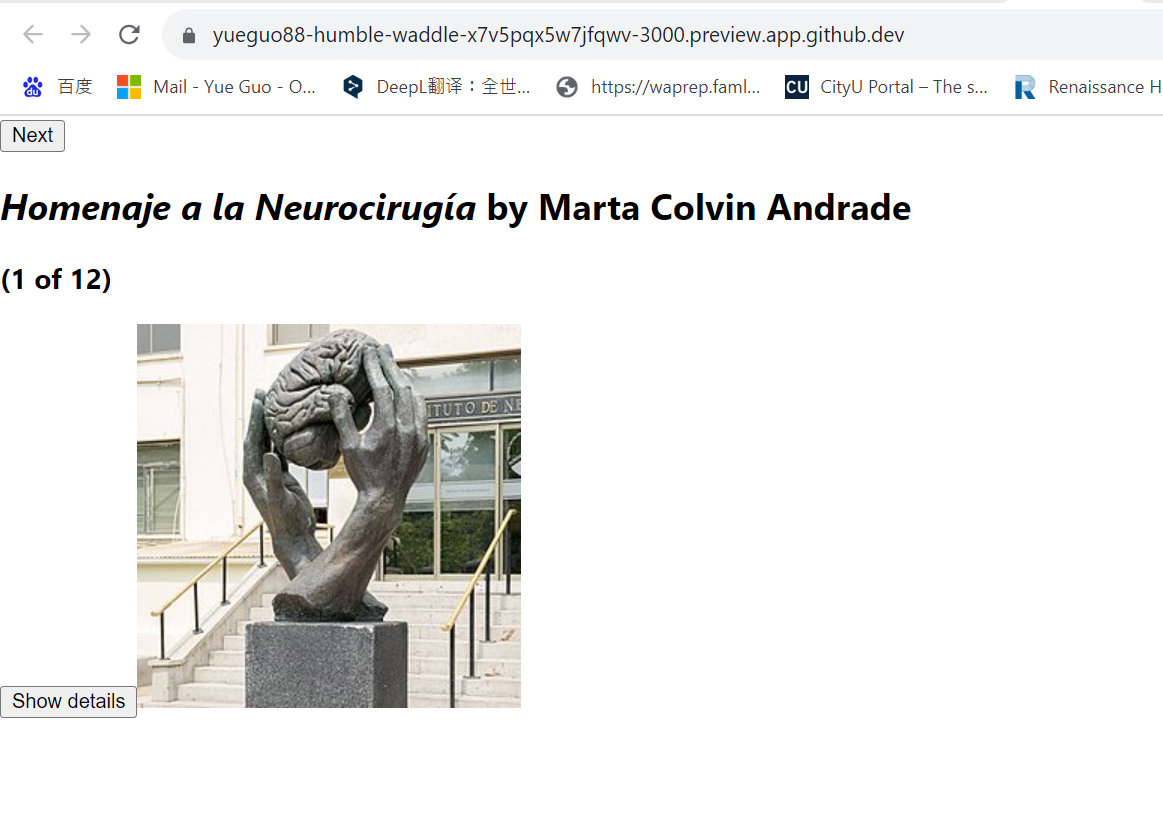 yueguo88-humble-waddle-x7v5pqx5w7jfqwv-3000.preview.app.github.dev
百度 Mail - Yue Guo - O... DeepL翻译：全世... https://waprep.faml... CU CityU Portal – The s... R Renaissance H
Next
Homenaje a la Neurocirugía by Marta Colvin Andrade
(1 of 12)
ITUTO DE NE
Show details